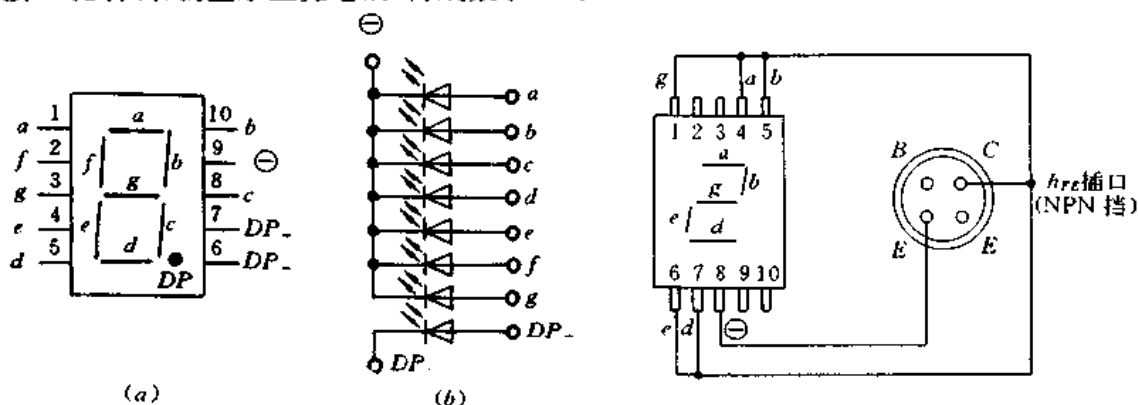 ⊖
a 1 10 b
f 2 9 ⊖
g 3 8 c
e 4 7 DP-
d 5 6 DP-
a
f b
g
e c
d
DP
(a)
a
b
c
d
e
f
g
DP-
DP
(b)
g a b
1 2 3 4 5
a
g b
e
d
6 7 8 9 10
e d ⊖
B C
E E
hFE插口
(NPN 挡)